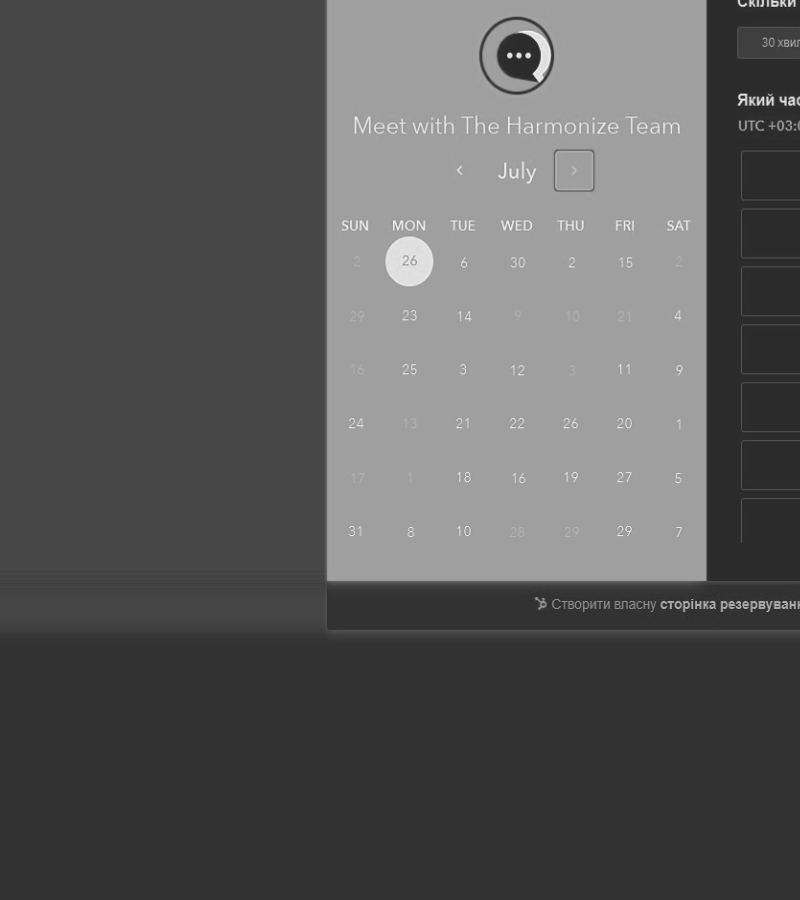 Скільки
30 хвил
Meet with The Harmonize Team
Який час
UTC +03:0
July
SUN MON TUE WED THU FRI SAT
2 26 6 30 2 15 2
29 23 14 9 10 21 4
16 25 3 12 3 11 9
24 13 21 22 26 20 1
17 1 18 16 19 27 5
31 8 10 28 29 29 7
Створити власну сторінка резервуванн